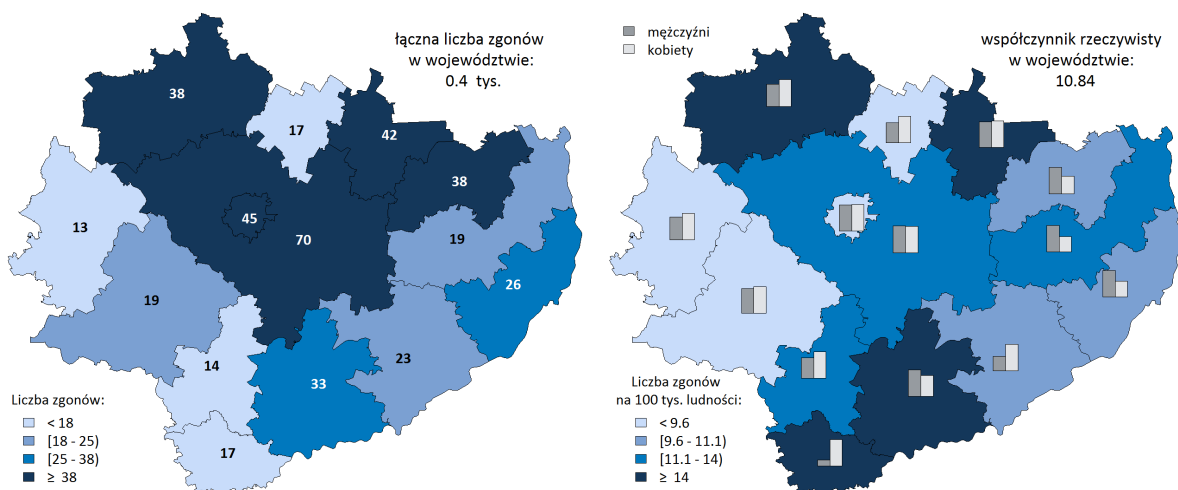 łączna liczba zgonów
w województwie:
0.4 tys.
38
17
42
38
13
45
70
19
26
19
14
33
23
17
Liczba zgonów:
< 18
[18 - 25)
[25 - 38)
≥ 38
mężczyźni
kobiety
współczynnik rzeczywisty
w województwie:
10.84
Liczba zgonów
na 100 tys. ludności:
< 9.6
[9.6 - 11.1)
[11.1 - 14)
≥ 14